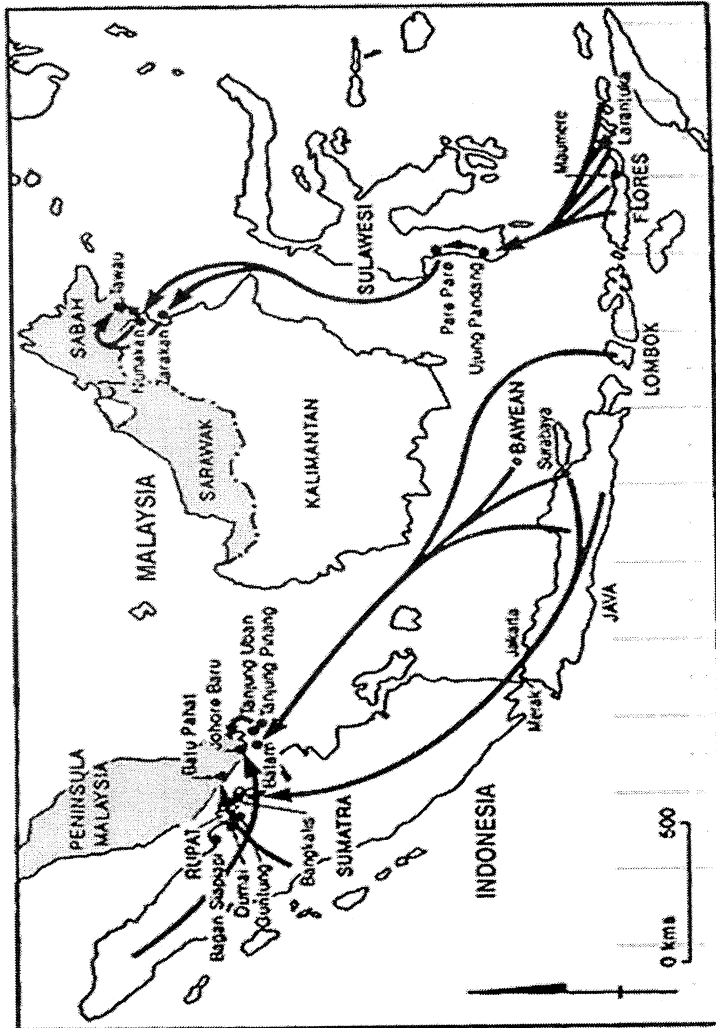 SABAH
Tawau
Nunukan
Tarakan
MALAYSIA
SARAWAK
KALIMANTAN
SULAWESI
Pare Pare
Ujung Pandang
Maumere
Larantuka
FLORES
LOMBOK
BAWEAN
Surabaya
JAVA
Jakarta
Merak
PENINSULA
MALAYSIA
Batu Pahat
Johore Baru
Tanjung Uban
Tanjung Pinang
Batam
RUPAT
Bagan Siapiapi
Dumai
Guntung
Bangkalis
SUMATRA
INDONESIA
0 kms 500